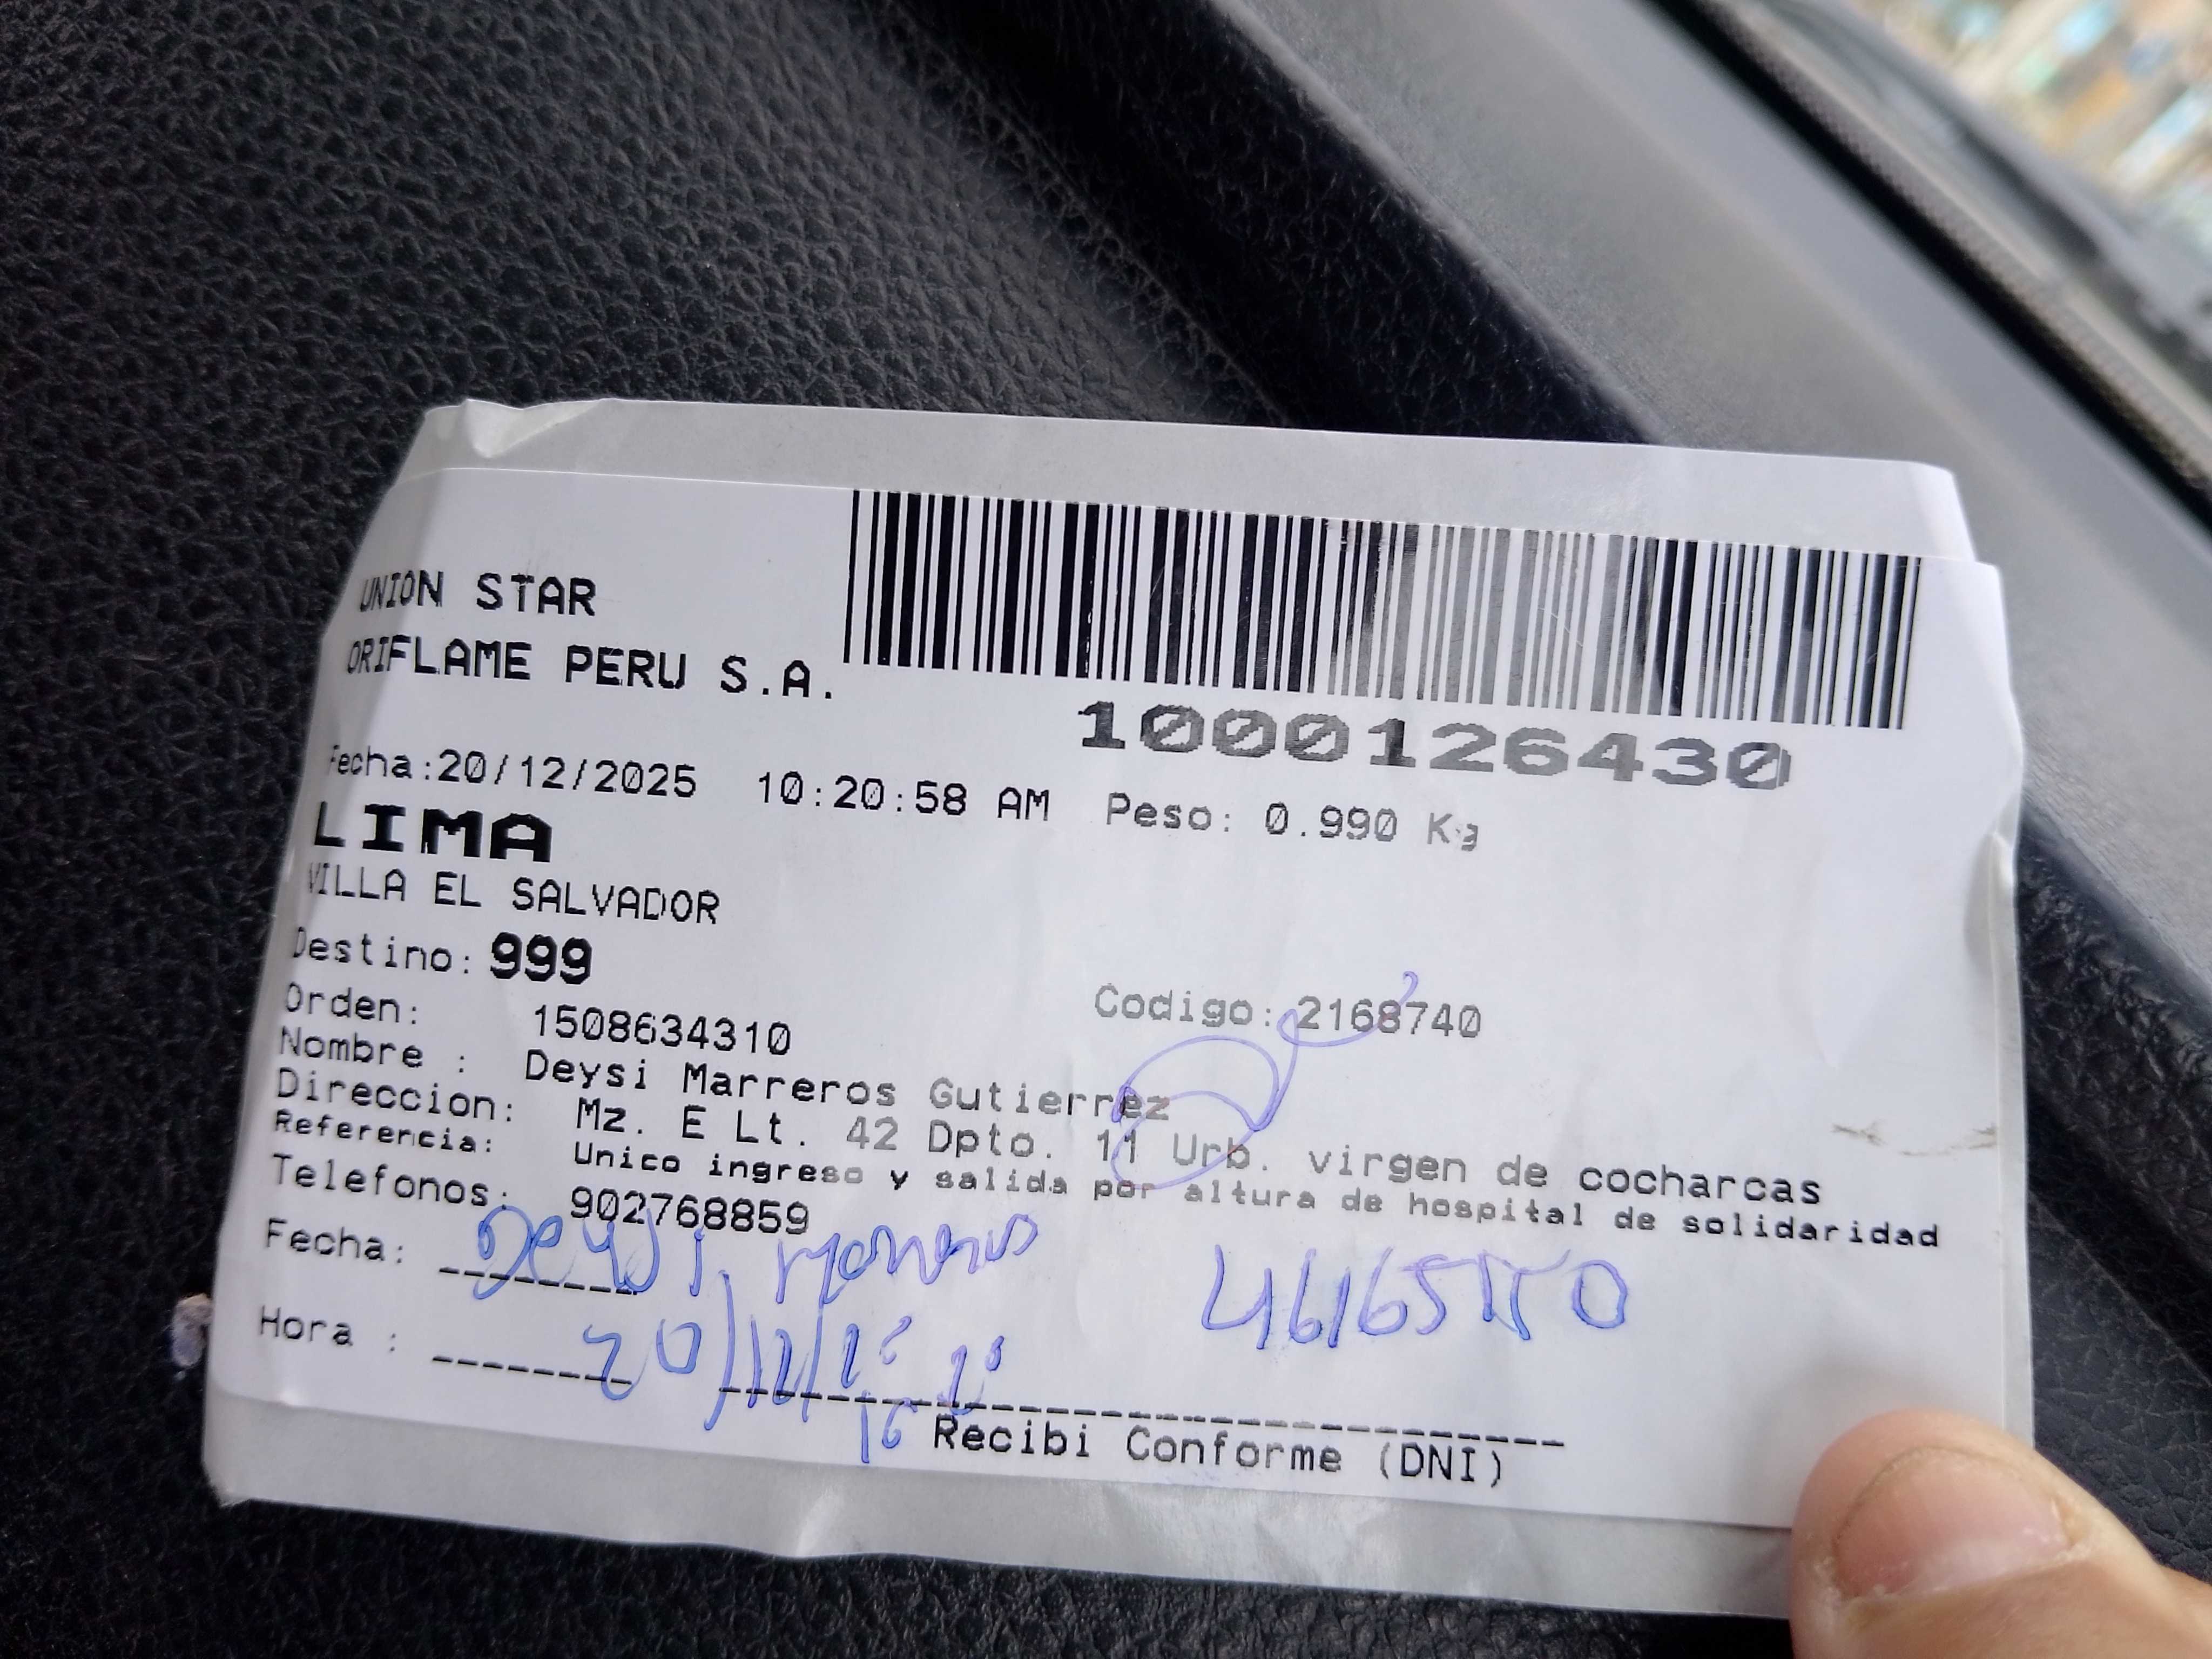 UNION STAR
ORIFLAME PERU S.A.
1000126430
Fecha:20/12/2025 10:20:58 AM Peso: 0.990 Kg
LIMA
VILLA EL SALVADOR
Destino: 999
Orden: 1508634310 Codigo: 2168740
Nombre : Deysi Marreros Gutierrez
Direccion: Mz. E Lt. 42 Dpto. 11 Urb. virgen de cocharcas
Referencia: Unico ingreso y salida por altura de hospital de solidaridad
Telefonos: 902768859
Fecha: Deysi
Hora : 20/12/
Recibi Conforme (DNI)